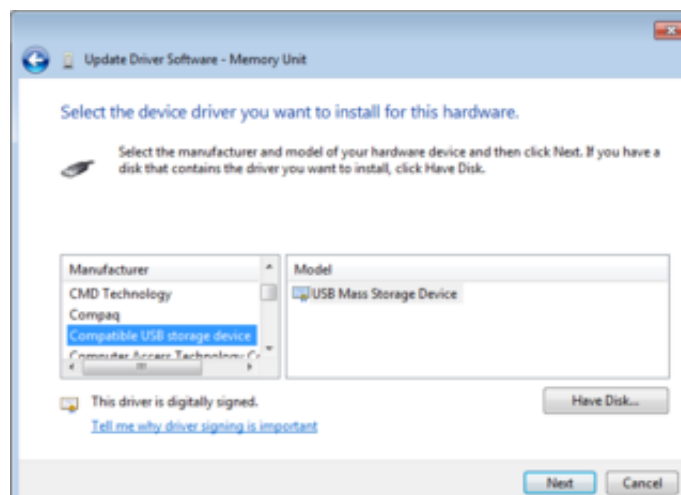 Update Driver Software - Memory Unit
Select the device driver you want to install for this hardware.
Select the manufacturer and model of your hardware device and then click Next. If you have a
disk that contains the driver you want to install, click Have Disk.
Manufacturer
Model
CMD Technology
USB Mass Storage Device
Compaq
Compatible USB storage device
Computer Access Technology
This driver is digitally signed.
Have Disk...
Tell me why driver signing is important
Next
Cancel